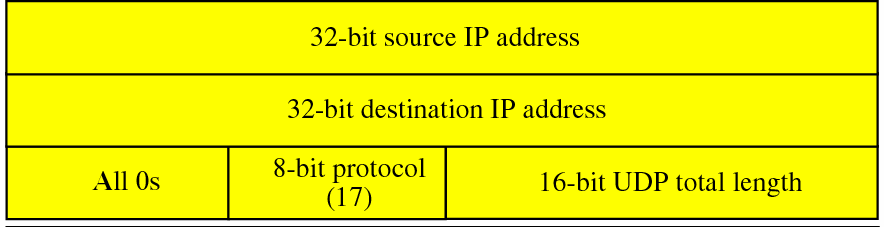 32-bit source IP address
32-bit destination IP address
All 0s
8-bit protocol
(17)
16-bit UDP total length